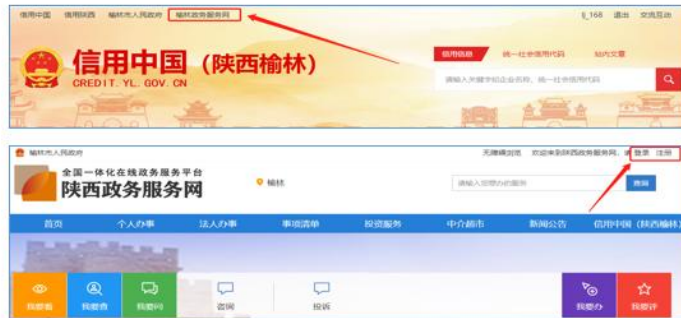 信用中国 信用陕西 榆林市人民政府 榆林政务服务网 退出 交流互动
信用中国（陕西榆林）
CREDIT. YL. GOV. CN
信用信息 统一社会信用代码 站内文章
请输入关键字如企业名称、统一社会信用代码
榆林市人民政府 无障碍浏览 欢迎来到陕西政务服务网，请 登录 注册
全国一体化在线政务服务平台
陕西政务服务网
榆林
请输入您想办的服务 查询
首页 个人办事 法人办事 事项清单 投资服务 中介超市 新闻公告 信用中国（陕西榆林）
我要看 我要查 我要问 咨询 投诉 我要办 我要评